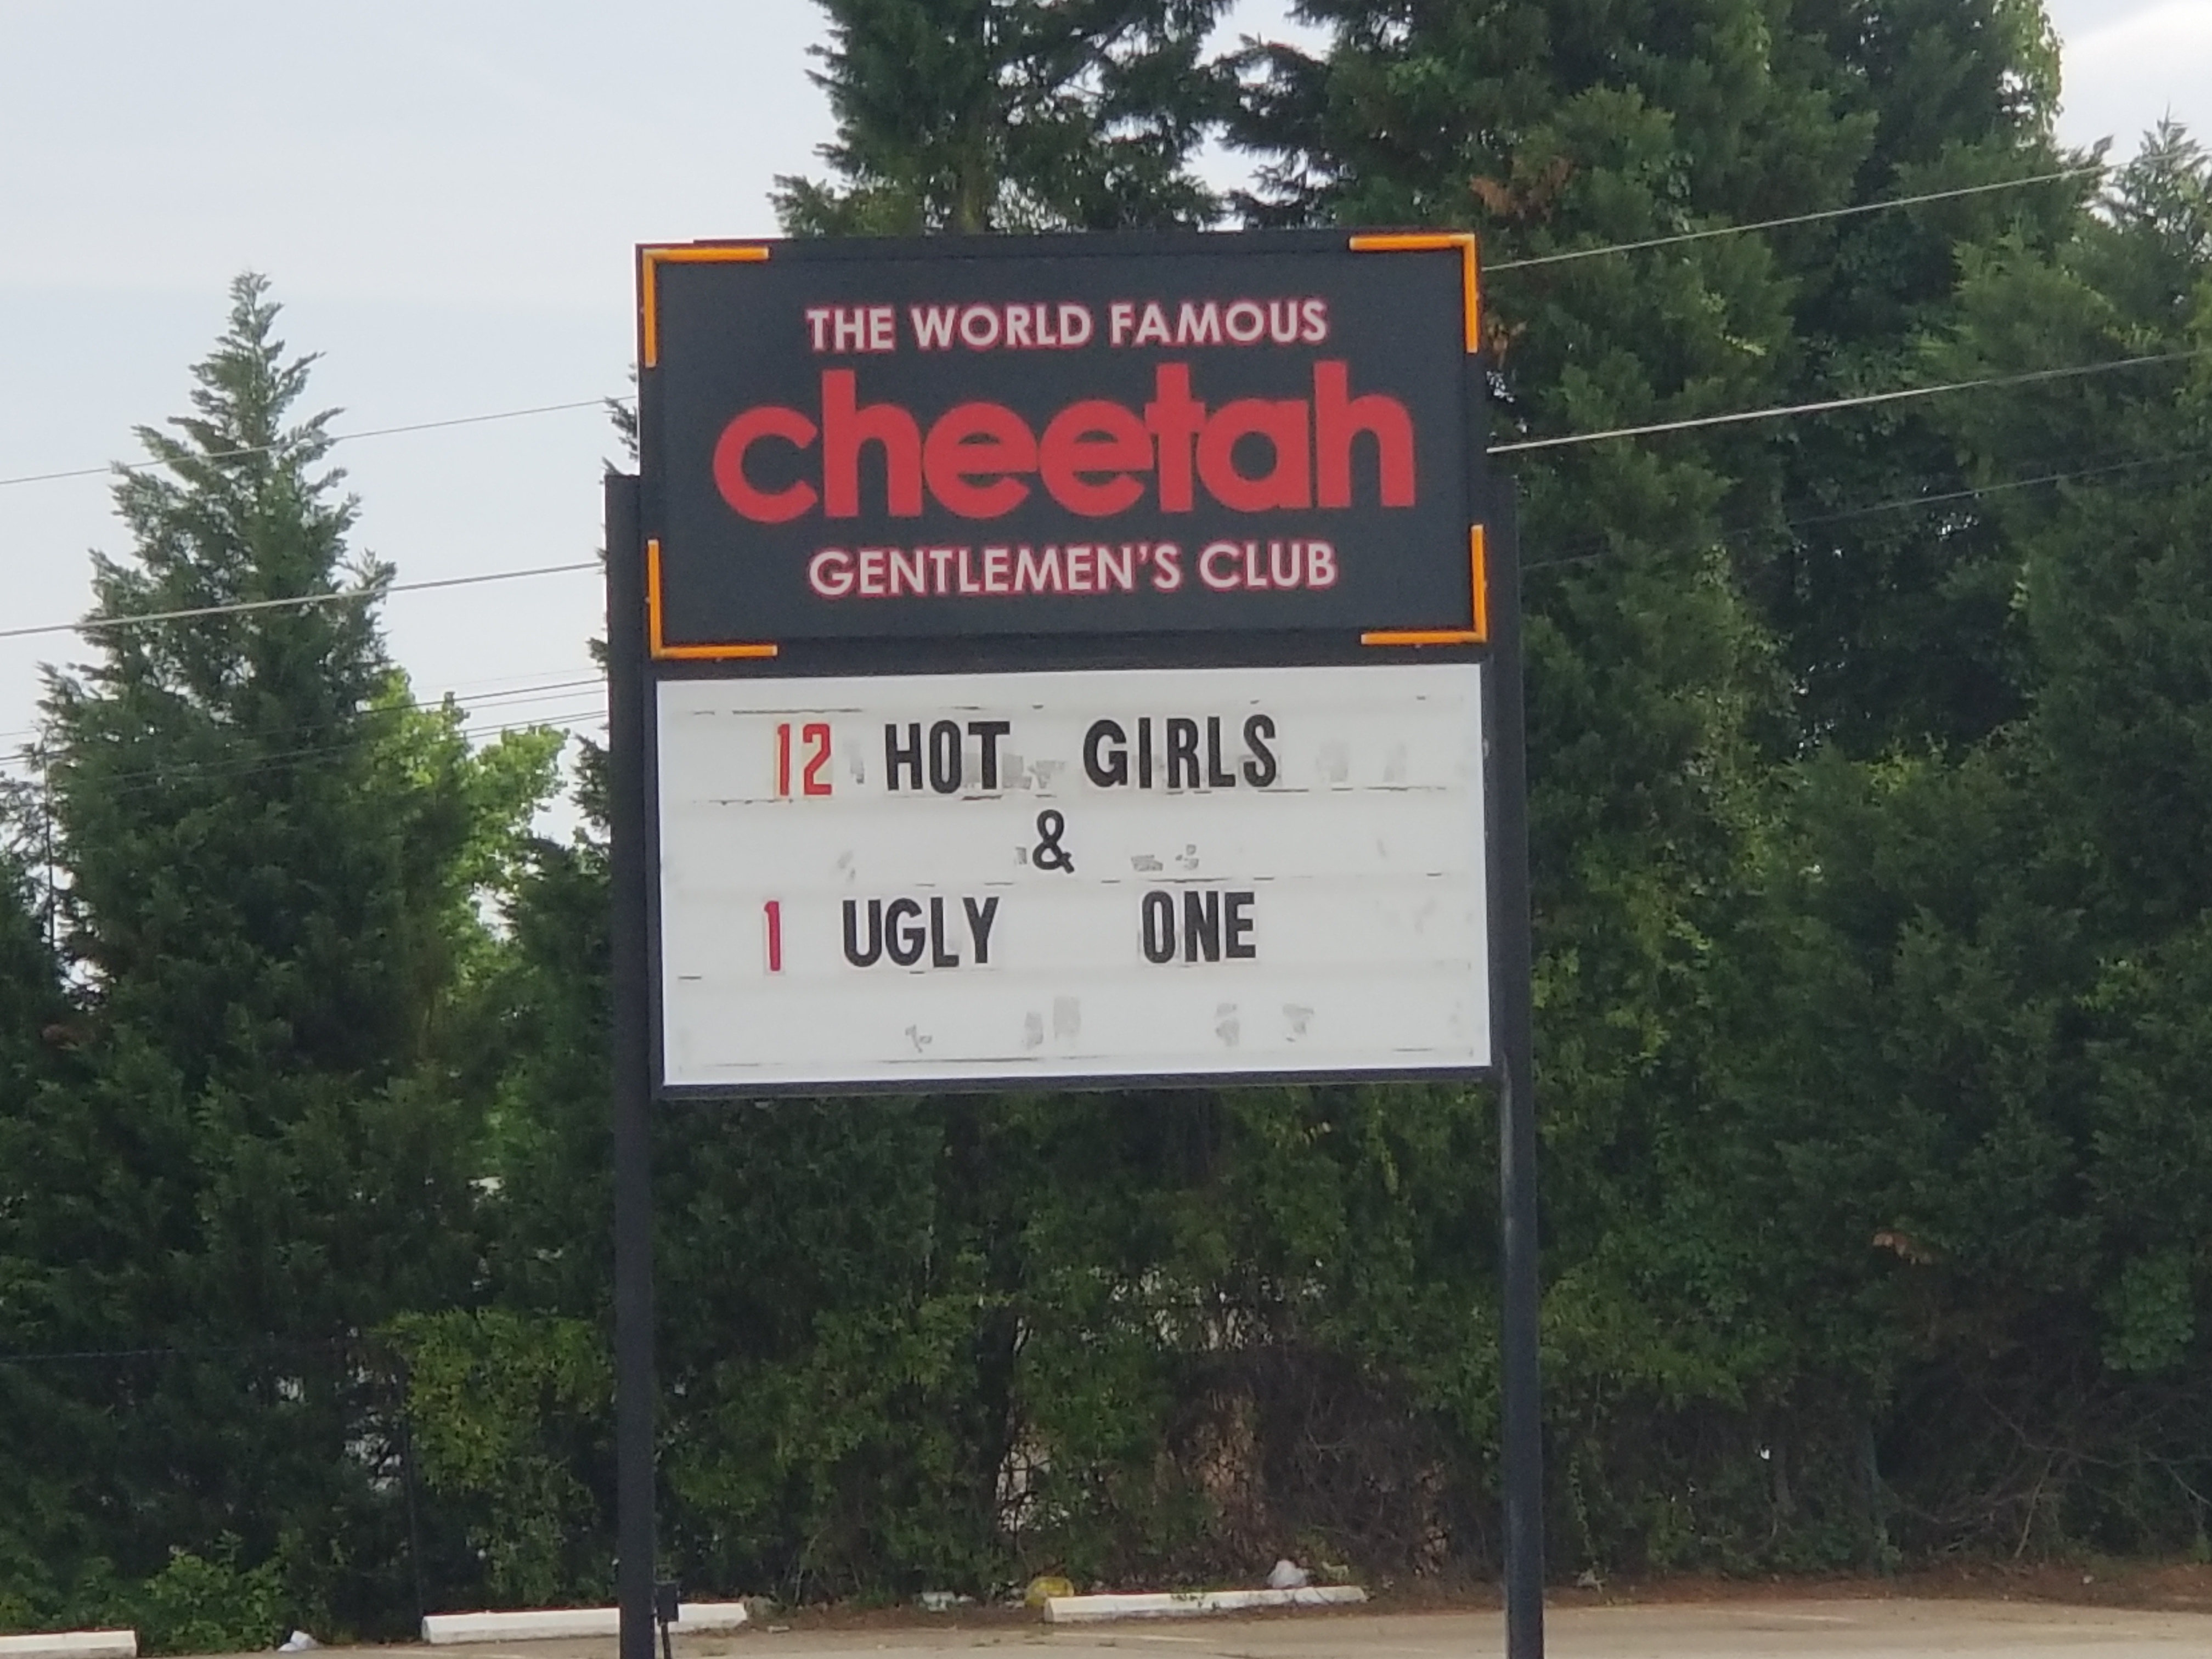 THE WORLD FAMOUS
cheetah
GENTLEMEN'S CLUB
12 HOT GIRLS
&
1 UGLY ONE